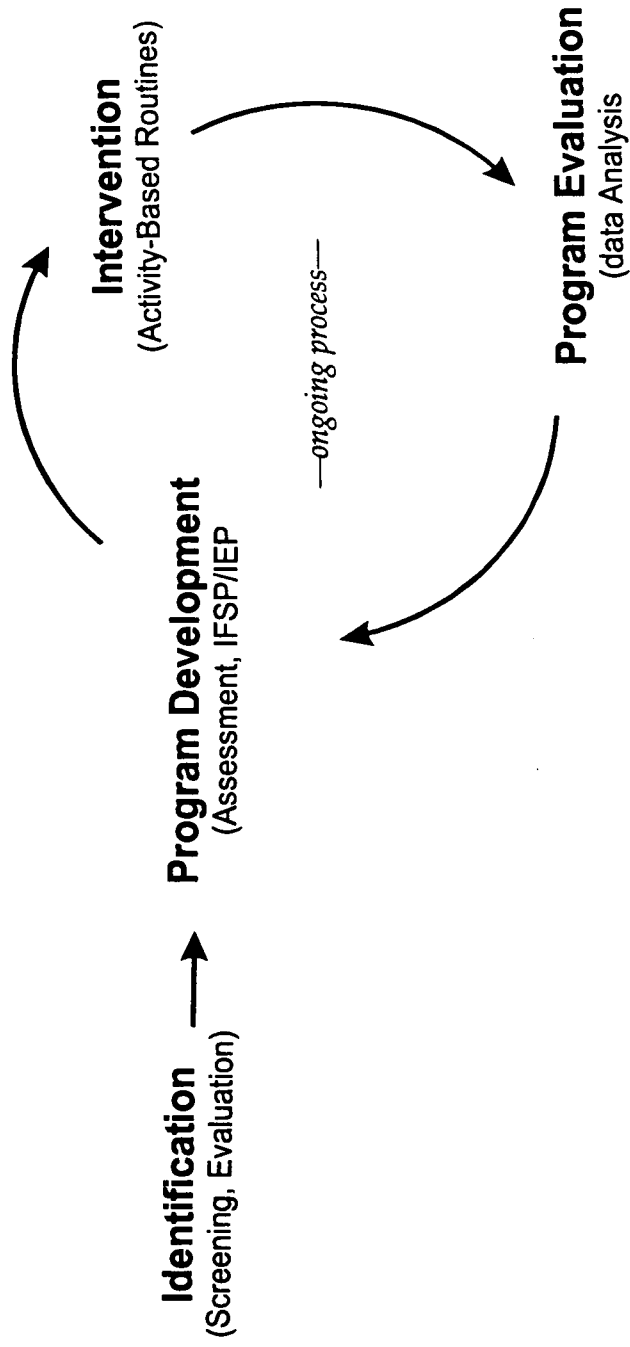 Identification
(Screening, Evaluation)
Program Development
(Assessment, IFSP/IEP)
Intervention
(Activity-Based Routines)
—ongoing process—
Program Evaluation
(data Analysis